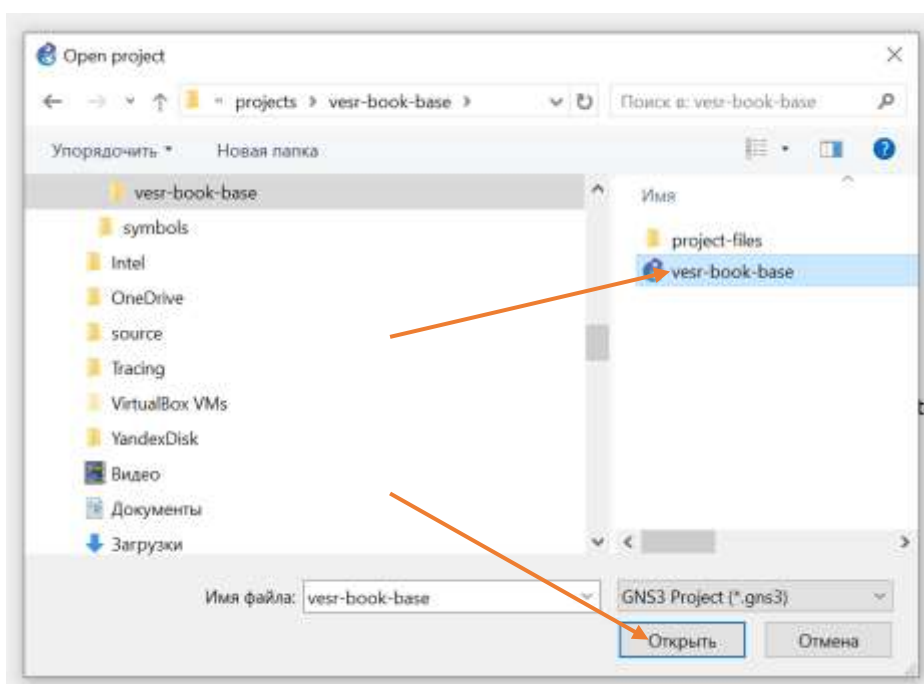 Open project
« projects › vesr-book-base ›
Поиск в: vesr-book-base
Упорядочить
Новая папка
vesr-book-base
symbols
Intel
OneDrive
source
Tracing
VirtualBox VMs
YandexDisk
Видео
Документы
Загрузки
Имя
project-files
vesr-book-base
Имя файла: vesr-book-base
GNS3 Project (*.gns3)
Открыть
Отмена